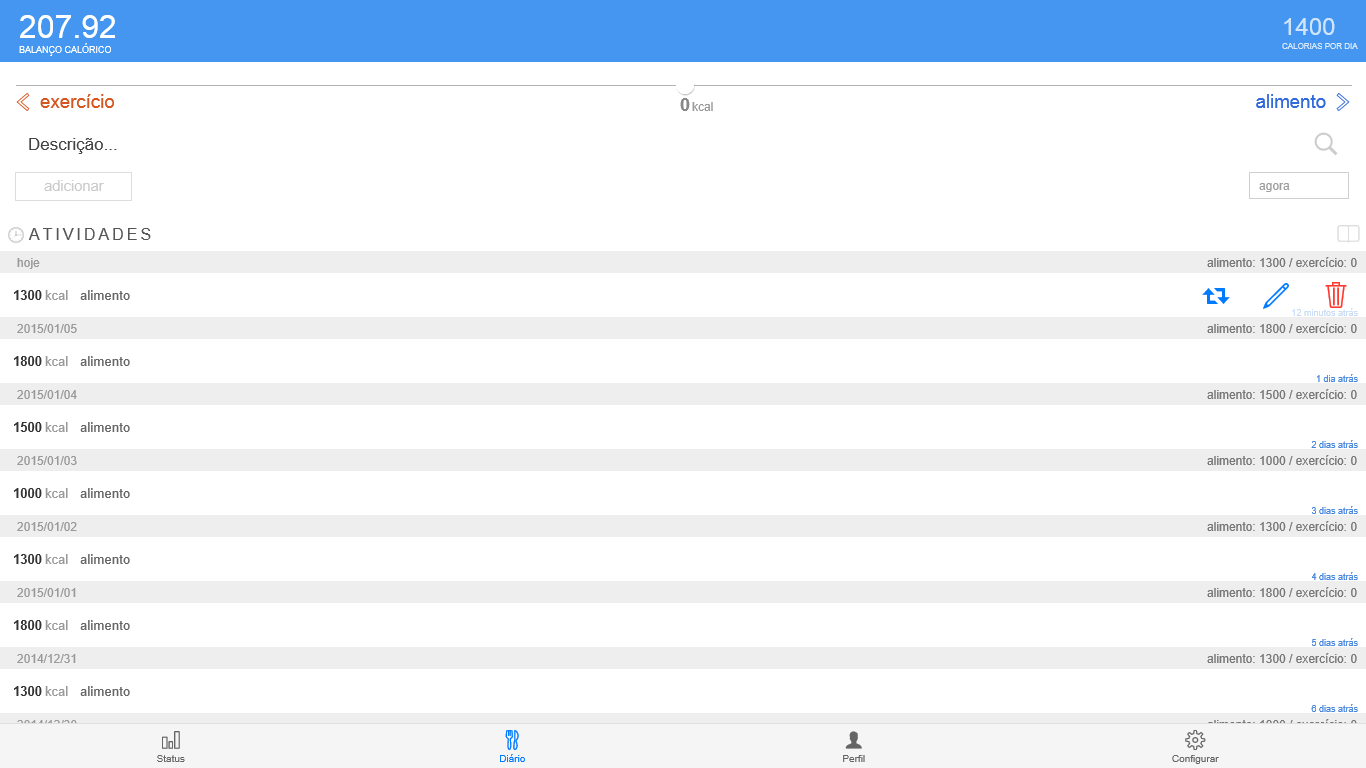 207.92
BALANÇO CALÓRICO
1400
CALORIAS POR DIA
exercício
0 kcal
alimento
Descrição...
adicionar
agora
ATIVIDADES
hoje alimento: 1300 / exercício: 0
1300 kcal alimento
12 minutos atrás
2015/01/05 alimento: 1800 / exercício: 0
1800 kcal alimento
1 dia atrás
2015/01/04 alimento: 1500 / exercício: 0
1500 kcal alimento
2 dias atrás
2015/01/03 alimento: 1000 / exercício: 0
1000 kcal alimento
3 dias atrás
2015/01/02 alimento: 1300 / exercício: 0
1300 kcal alimento
4 dias atrás
2015/01/01 alimento: 1800 / exercício: 0
1800 kcal alimento
5 dias atrás
2014/12/31 alimento: 1300 / exercício: 0
1300 kcal alimento
6 dias atrás
Status
Diário
Perfil
Configurar